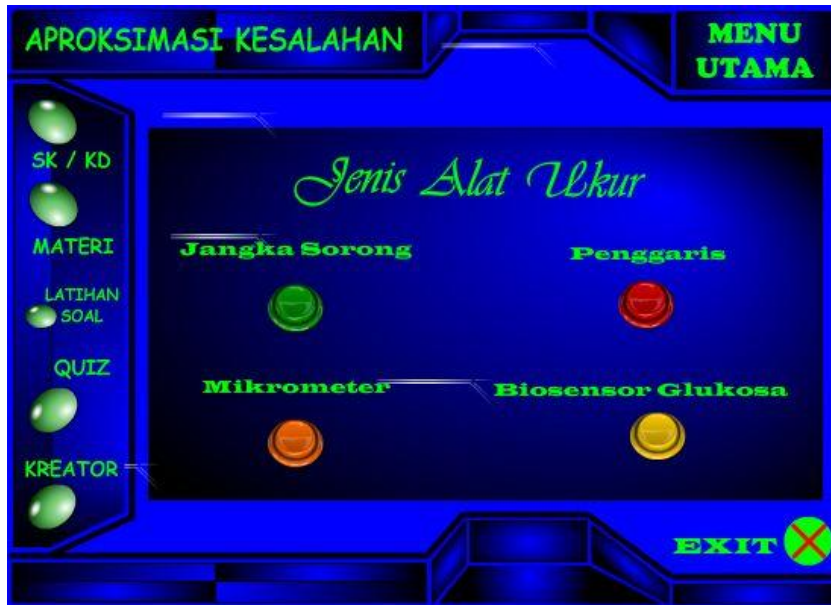 APROKSIMASI KESALAHAN
MENU
UTAMA
SK / KD
MATERI
LATIHAN
SOAL
QUIZ
KREATOR
Jenis Alat Ukur
Jangka Sorong
Penggaris
Mikrometer
Biosensor Glukosa
EXIT